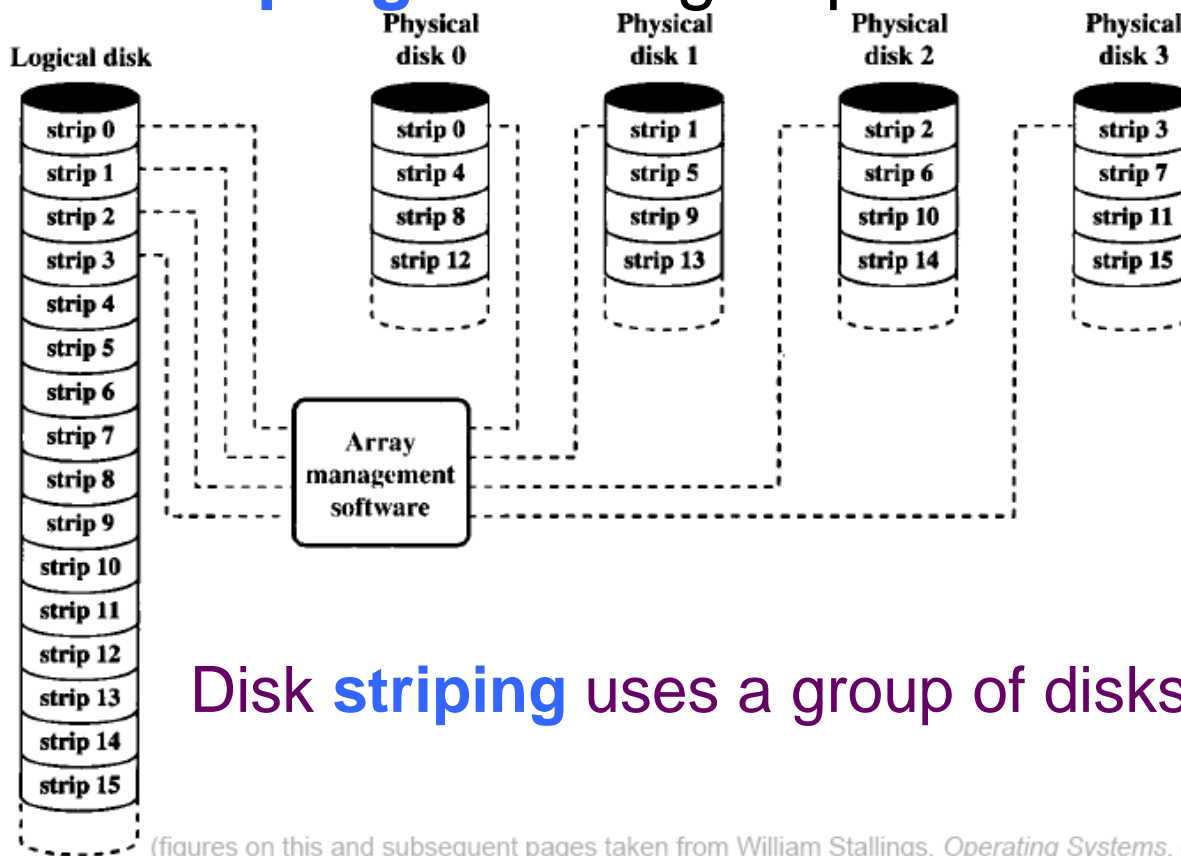 Logical disk
Physical
disk 0
Physical
disk 1
Physical
disk 2
Physical
disk 3
strip 0
strip 1
strip 2
strip 3
strip 4
strip 5
strip 6
strip 7
strip 8
strip 9
strip 10
strip 11
strip 12
strip 13
strip 14
strip 15
strip 0
strip 4
strip 8
strip 12
strip 1
strip 5
strip 9
strip 13
strip 2
strip 6
strip 10
strip 14
strip 3
strip 7
strip 11
strip 15
Array
management
software
Disk striping uses a group of disks
(figures on this and subsequent pages taken from William Stallings, Operating Systems,